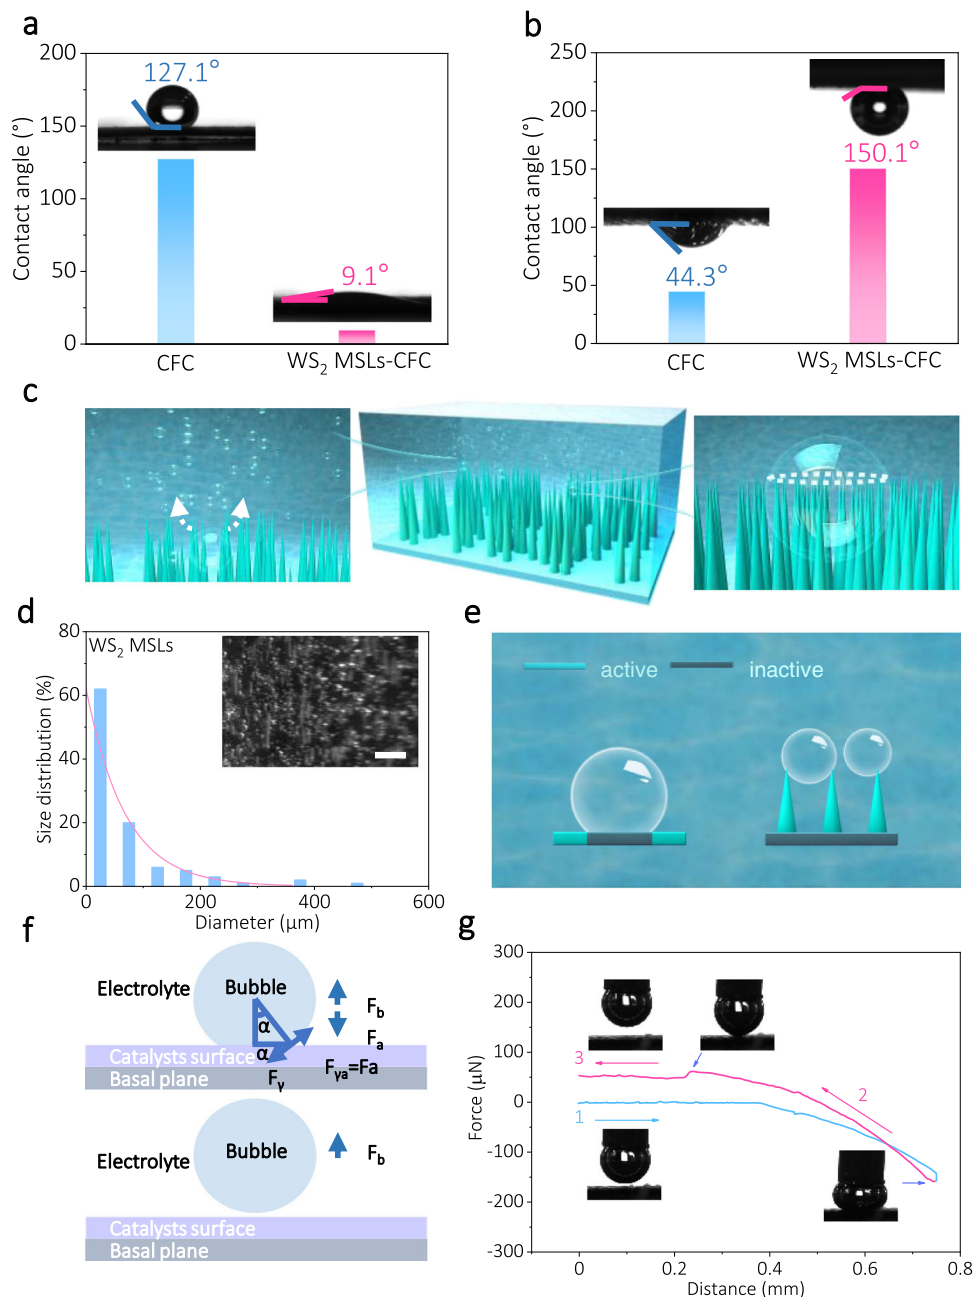 a
200
150
100
50
0
Contact angle (°)
127.1°
9.1°
CFC
WS2 MSLs-CFC
b
250
200
150
100
50
0
Contact angle (°)
44.3°
150.1°
CFC
WS2 MSLs-CFC
c
d
80
60
40
20
0
Size distribution (%)
WS2 MSLs
0
200
400
600
Diameter (μm)
e
active
inactive
f
Electrolyte
Bubble
α
α
Fb
Fa
Fγ
Fγa=Fa
Catalysts surface
Basal plane
Electrolyte
Bubble
Fb
Catalysts surface
Basal plane
g
300
200
100
0
-100
-200
-300
Force (μN)
3
1
2
0
0.2
0.4
0.6
0.8
Distance (mm)